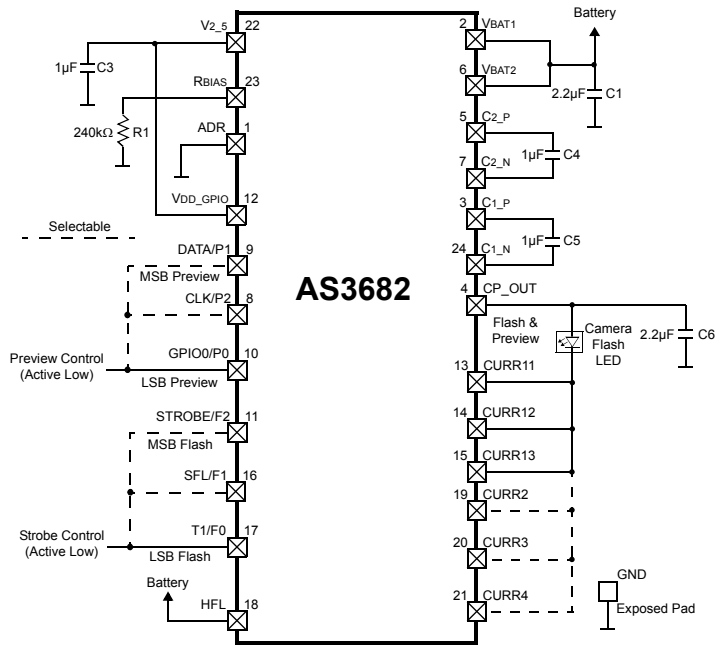 V2_5 22
1µF C3
RBIAS 23
240kΩ R1
ADR 1
VDD_GPIO 12
Selectable
DATA/P1 9
MSB Preview
CLK/P2 8
Preview Control
(Active Low)
GPIO0/P0 10
LSB Preview
STROBE/F2 11
MSB Flash
SFL/F1 16
Strobe Control
(Active Low)
T1/F0 17
LSB Flash
Battery
HFL 18
AS3682
2 VBAT1
Battery
6 VBAT2
2.2µF C1
5 C2_P
1µF C4
7 C2_N
3 C1_P
1µF C5
24 C1_N
4 CP_OUT
Flash &
Preview
Camera
Flash
LED
2.2µF C6
13 CURR11
14 CURR12
15 CURR13
19 CURR2
20 CURR3
21 CURR4
GND
Exposed Pad